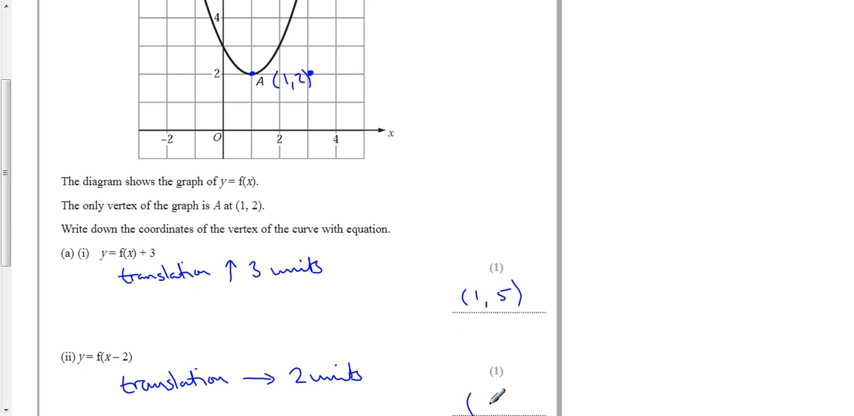 4
2
A (1,2)
-2 O 2 4 x
The diagram shows the graph of y = f(x).
The only vertex of the graph is A at (1, 2).
Write down the coordinates of the vertex of the curve with equation.
(a) (i) y = f(x) + 3
translation ↑ 3 units
(1)
(1, 5)
(ii) y = f(x – 2)
translation → 2 units
(1)
(